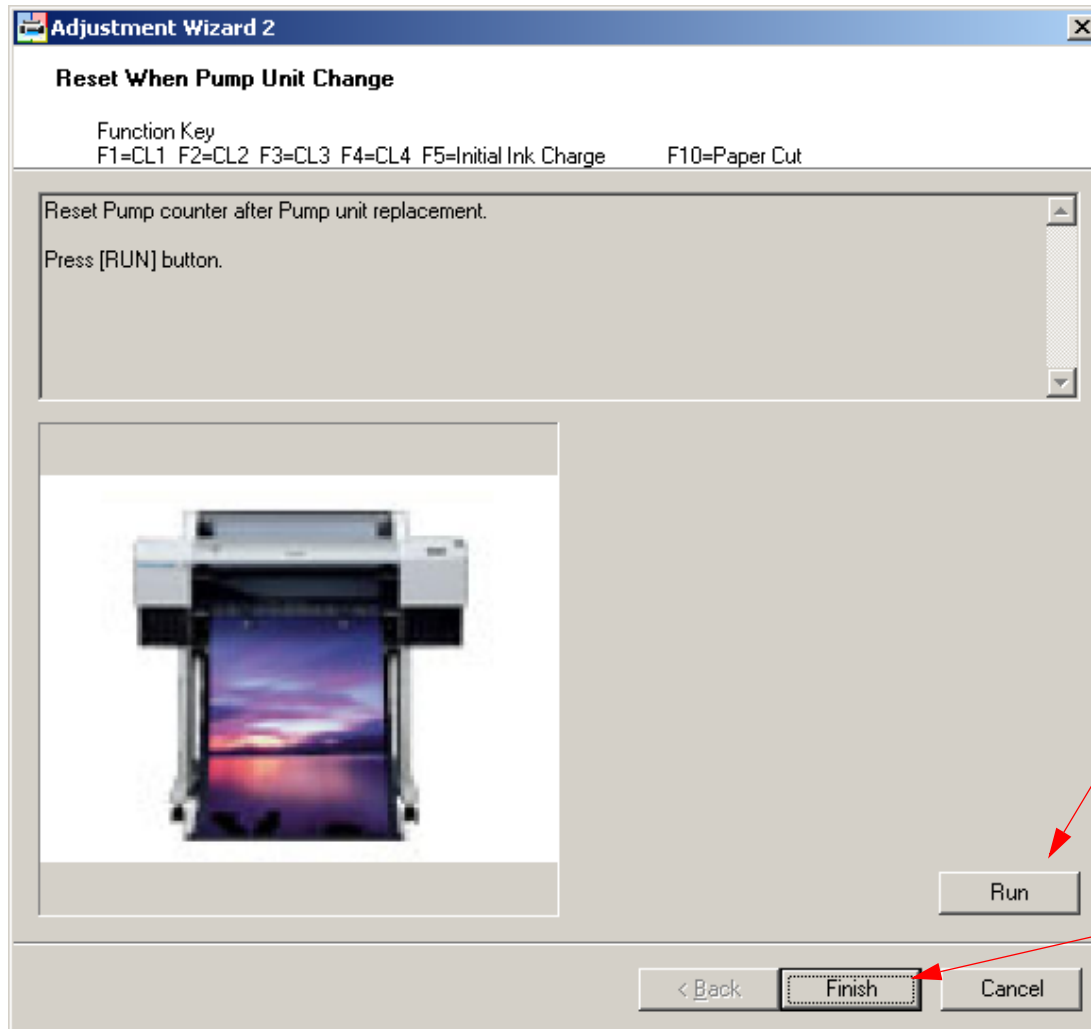 Adjustment Wizard 2
Reset When Pump Unit Change
Function Key
F1=CL1 F2=CL2 F3=CL3 F4=CL4 F5=Initial Ink Charge F10=Paper Cut
Reset Pump counter after Pump unit replacement.
Press [RUN] button.
Run
< Back Finish Cancel